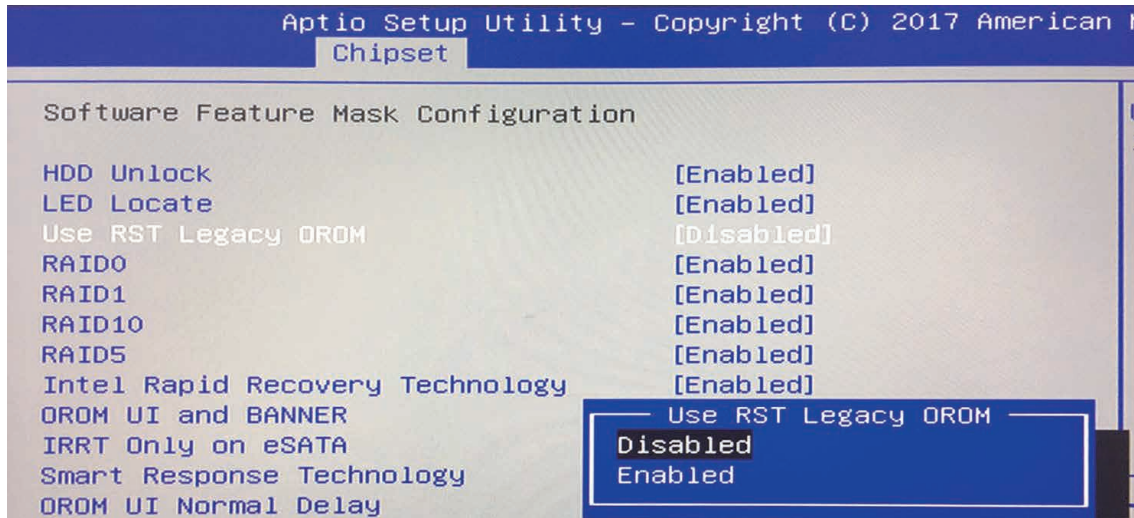 Aptio Setup Utility – Copyright (C) 2017 American
Chipset
Software Feature Mask Configuration
HDD Unlock [Enabled]
LED Locate [Enabled]
Use RST Legacy OROM [Disabled]
RAID0 [Enabled]
RAID1 [Enabled]
RAID10 [Enabled]
RAID5 [Enabled]
Intel Rapid Recovery Technology [Enabled]
OROM UI and BANNER
IRRT Only on eSATA
Smart Response Technology
OROM UI Normal Delay
Use RST Legacy OROM
Disabled
Enabled